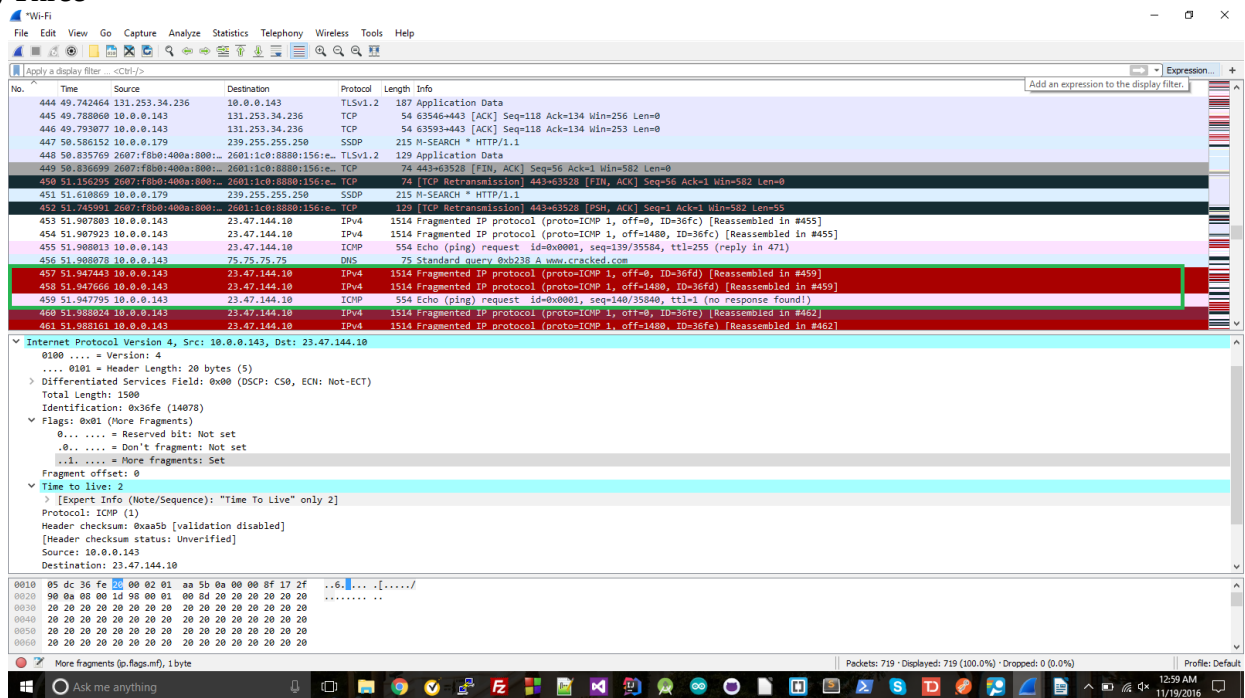 *Wi-Fi
File Edit View Go Capture Analyze Statistics Telephony Wireless Tools Help
Apply a display filter ... <Ctrl-/> Expression... +
Add an expression to the display filter.
No. Time Source Destination Protocol Length Info
444 49.742464 131.253.34.236 10.0.0.143 TLSv1.2 187 Application Data
445 49.788060 10.0.0.143 131.253.34.236 TCP 54 63546→443 [ACK] Seq=118 Ack=134 Win=256 Len=0
446 49.793077 10.0.0.143 131.253.34.236 TCP 54 63593→443 [ACK] Seq=118 Ack=134 Win=253 Len=0
447 50.586152 10.0.0.179 239.255.255.250 SSDP 215 M-SEARCH * HTTP/1.1
448 50.835769 2607:f8b0:400a:800:… 2601:1c0:8880:156:e… TLSv1.2 129 Application Data
449 50.836699 2607:f8b0:400a:800:… 2601:1c0:8880:156:e… TCP 74 443→63528 [FIN, ACK] Seq=56 Ack=1 Win=582 Len=0
450 51.156295 2607:f8b0:400a:800:… 2601:1c0:8880:156:e… TCP 74 [TCP Retransmission] 443→63528 [FIN, ACK] Seq=56 Ack=1 Win=582 Len=0
451 51.610869 10.0.0.179 239.255.255.250 SSDP 215 M-SEARCH * HTTP/1.1
452 51.745991 2607:f8b0:400a:800:… 2601:1c0:8880:156:e… TCP 129 [TCP Retransmission] 443→63528 [PSH, ACK] Seq=1 Ack=1 Win=582 Len=55
453 51.907803 10.0.0.143 23.47.144.10 IPv4 1514 Fragmented IP protocol (proto=ICMP 1, off=0, ID=36fc) [Reassembled in #455]
454 51.907923 10.0.0.143 23.47.144.10 IPv4 1514 Fragmented IP protocol (proto=ICMP 1, off=1480, ID=36fc) [Reassembled in #455]
455 51.908013 10.0.0.143 23.47.144.10 ICMP 554 Echo (ping) request id=0x0001, seq=139/35584, ttl=255 (reply in 471)
456 51.908078 10.0.0.143 75.75.75.75 DNS 75 Standard query 0xb238 A www.cracked.com
457 51.947443 10.0.0.143 23.47.144.10 IPv4 1514 Fragmented IP protocol (proto=ICMP 1, off=0, ID=36fd) [Reassembled in #459]
458 51.947666 10.0.0.143 23.47.144.10 IPv4 1514 Fragmented IP protocol (proto=ICMP 1, off=1480, ID=36fd) [Reassembled in #459]
459 51.947795 10.0.0.143 23.47.144.10 ICMP 554 Echo (ping) request id=0x0001, seq=140/35840, ttl=1 (no response found!)
460 51.988024 10.0.0.143 23.47.144.10 IPv4 1514 Fragmented IP protocol (proto=ICMP 1, off=0, ID=36fe) [Reassembled in #462]
461 51.988161 10.0.0.143 23.47.144.10 IPv4 1514 Fragmented IP protocol (proto=ICMP 1, off=1480, ID=36fe) [Reassembled in #462]
Internet Protocol Version 4, Src: 10.0.0.143, Dst: 23.47.144.10
0100 .... = Version: 4
.... 0101 = Header Length: 20 bytes (5)
Differentiated Services Field: 0x00 (DSCP: CS0, ECN: Not-ECT)
Total Length: 1500
Identification: 0x36fe (14078)
Flags: 0x01 (More Fragments)
0... .... = Reserved bit: Not set
.0.. .... = Don't fragment: Not set
..1. .... = More fragments: Set
Fragment offset: 0
Time to live: 2
[Expert Info (Note/Sequence): "Time To Live" only 2]
Protocol: ICMP (1)
Header checksum: 0xaa5b [validation disabled]
[Header checksum status: Unverified]
Source: 10.0.0.143
Destination: 23.47.144.10
0010 05 dc 36 fe 20 00 02 01 aa 5b 0a 00 00 8f 17 2f ..6. ... .[...../
0020 90 0a 08 00 1d 98 00 01 00 8d 20 20 20 20 20 20 ........ ..
0030 20 20 20 20 20 20 20 20 20 20 20 20 20 20 20 20
0040 20 20 20 20 20 20 20 20 20 20 20 20 20 20 20 20
0050 20 20 20 20 20 20 20 20 20 20 20 20 20 20 20 20
0060 20 20 20 20 20 20 20 20 20 20 20 20 20 20 20 20
More fragments (ip.flags.mf), 1 byte Packets: 719 · Displayed: 719 (100.0%) · Dropped: 0 (0.0%) Profile: Default
Ask me anything 12:59 AM
11/19/2016